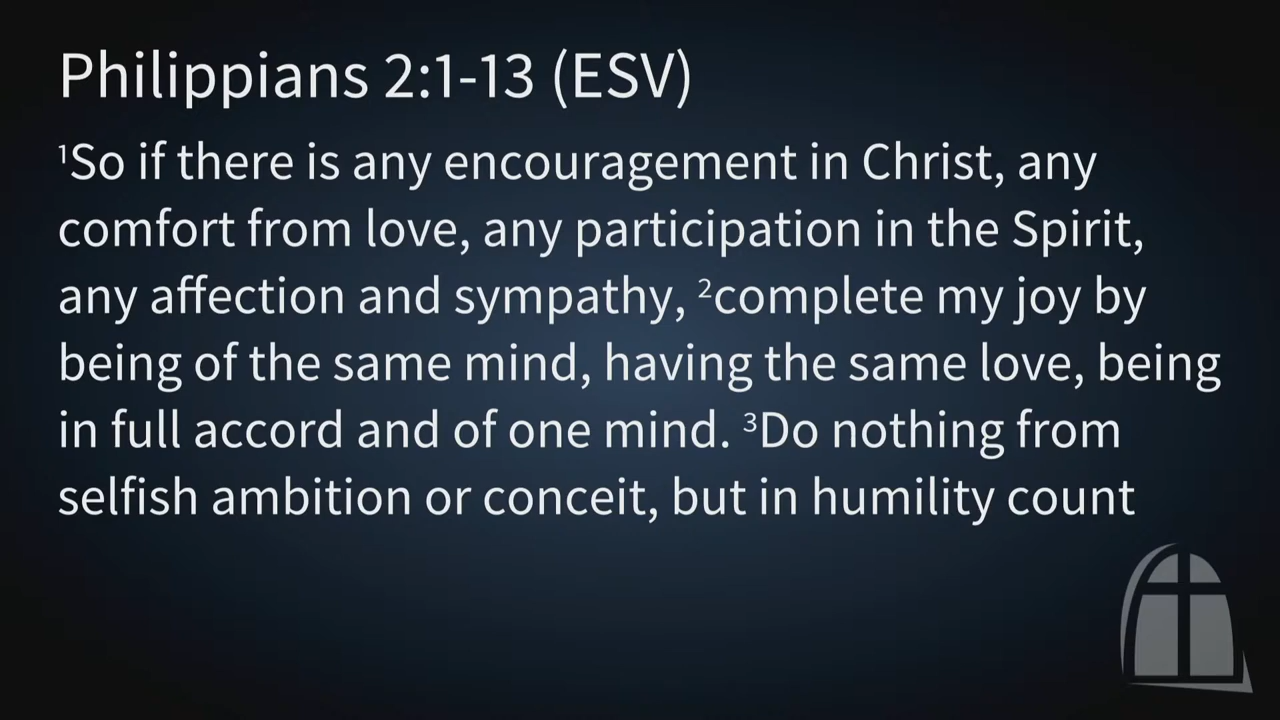 Philippians 2:1-13 (ESV)
¹So if there is any encouragement in Christ, any
comfort from love, any participation in the Spirit,
any affection and sympathy, ²complete my joy by
being of the same mind, having the same love, being
in full accord and of one mind. ³Do nothing from
selfish ambition or conceit, but in humility count